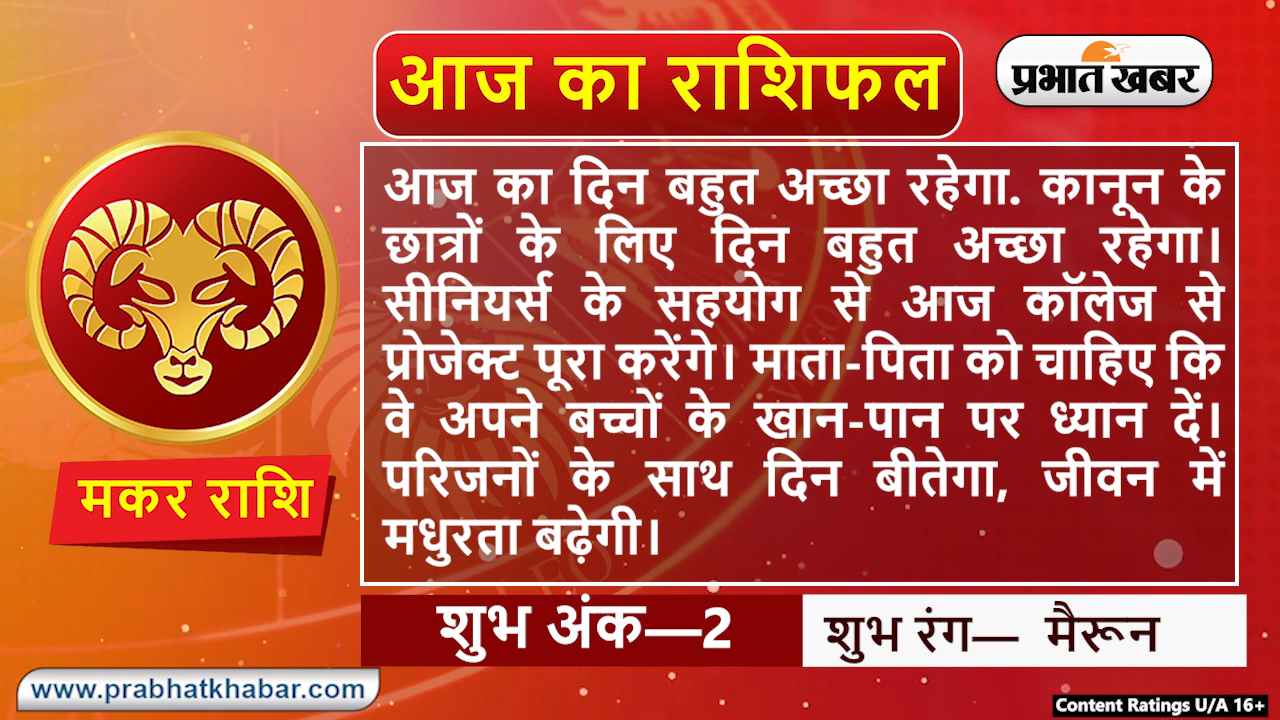 आज का राशिफल
प्रभात खबर
आज का दिन बहुत अच्छा रहेगा. कानून के
छात्रों के लिए दिन बहुत अच्छा रहेगा।
सीनियर्स के सहयोग से आज कॉलेज से
प्रोजेक्ट पूरा करेंगे। माता-पिता को चाहिए कि
वे अपने बच्चों के खान-पान पर ध्यान दें।
परिजनों के साथ दिन बीतेगा, जीवन में
मधुरता बढ़ेगी।
मकर राशि
शुभ अंक—2
शुभ रंग— मैरून
www.prabhatkhabar.com
Content Ratings U/A 16+
LEO